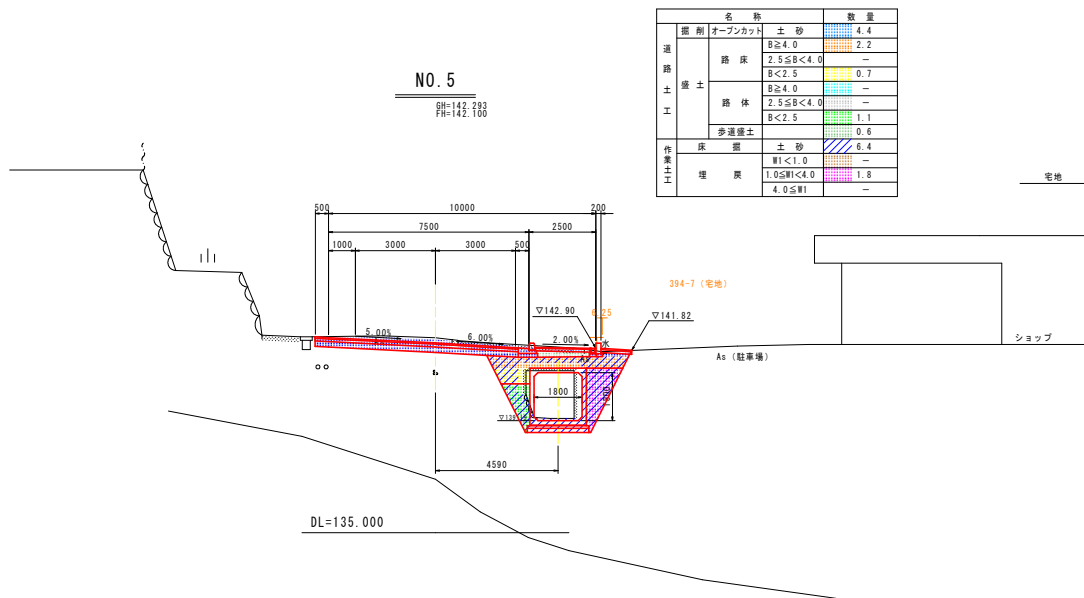 名 称 数 量
道路土工 掘削 オープンカット 土 砂 4.4
盛土 路 床 B≧4.0 2.2
2.5≦B<4.0 －
B<2.5 0.7
路 体 B≧4.0 －
2.5≦B<4.0 －
B<2.5 1.1
歩道盛土 0.6
作業土工 床 掘 土 砂 6.4
埋 戻 W1<1.0 －
1.0≦W1<4.0 1.8
4.0≦W1 －
NO.5
GH=142.293
FH=142.100
宅地
500 10000 200
7500 2500
1000 3000 3000 500
394-7 (宅地)
▽142.90
▽141.82
5.00%
6.00%
2.00%
水
As (駐車場)
ショップ
1800
4590
DL=135.000